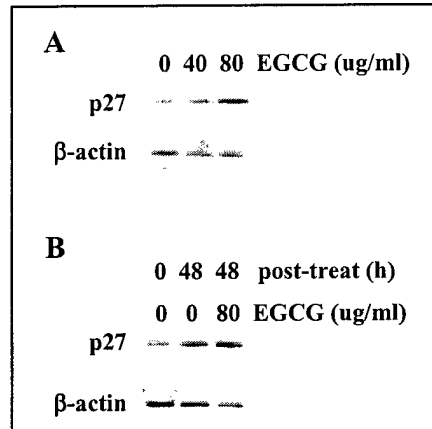 A
0 40 80 EGCG (ug/ml)
p27
β-actin
B
0 48 48 post-treat (h)
0 0 80 EGCG (ug/ml)
p27
β-actin